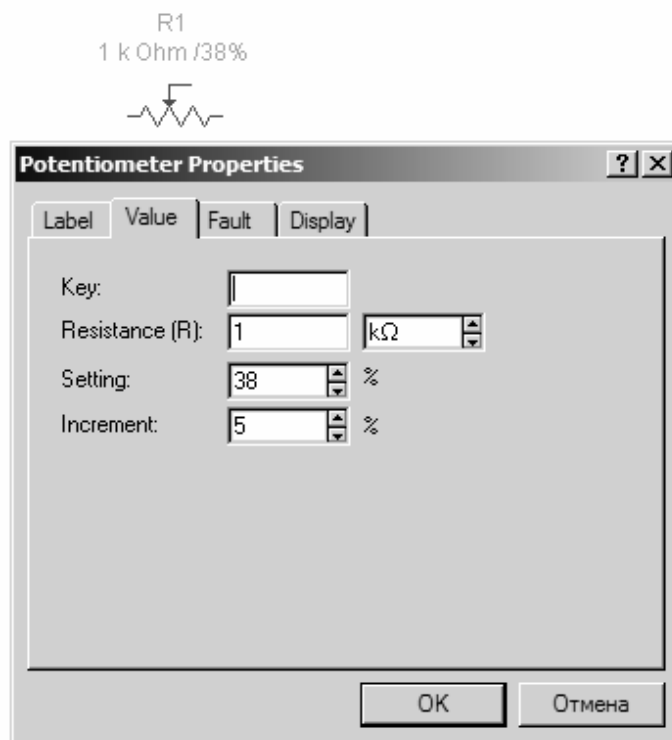 R1
1 k Ohm /38%
Potentiometer Properties ? ×
Label Value Fault Display
Key:
Resistance (R): 1 kΩ
Setting: 38 %
Increment: 5 %
OK Отмена